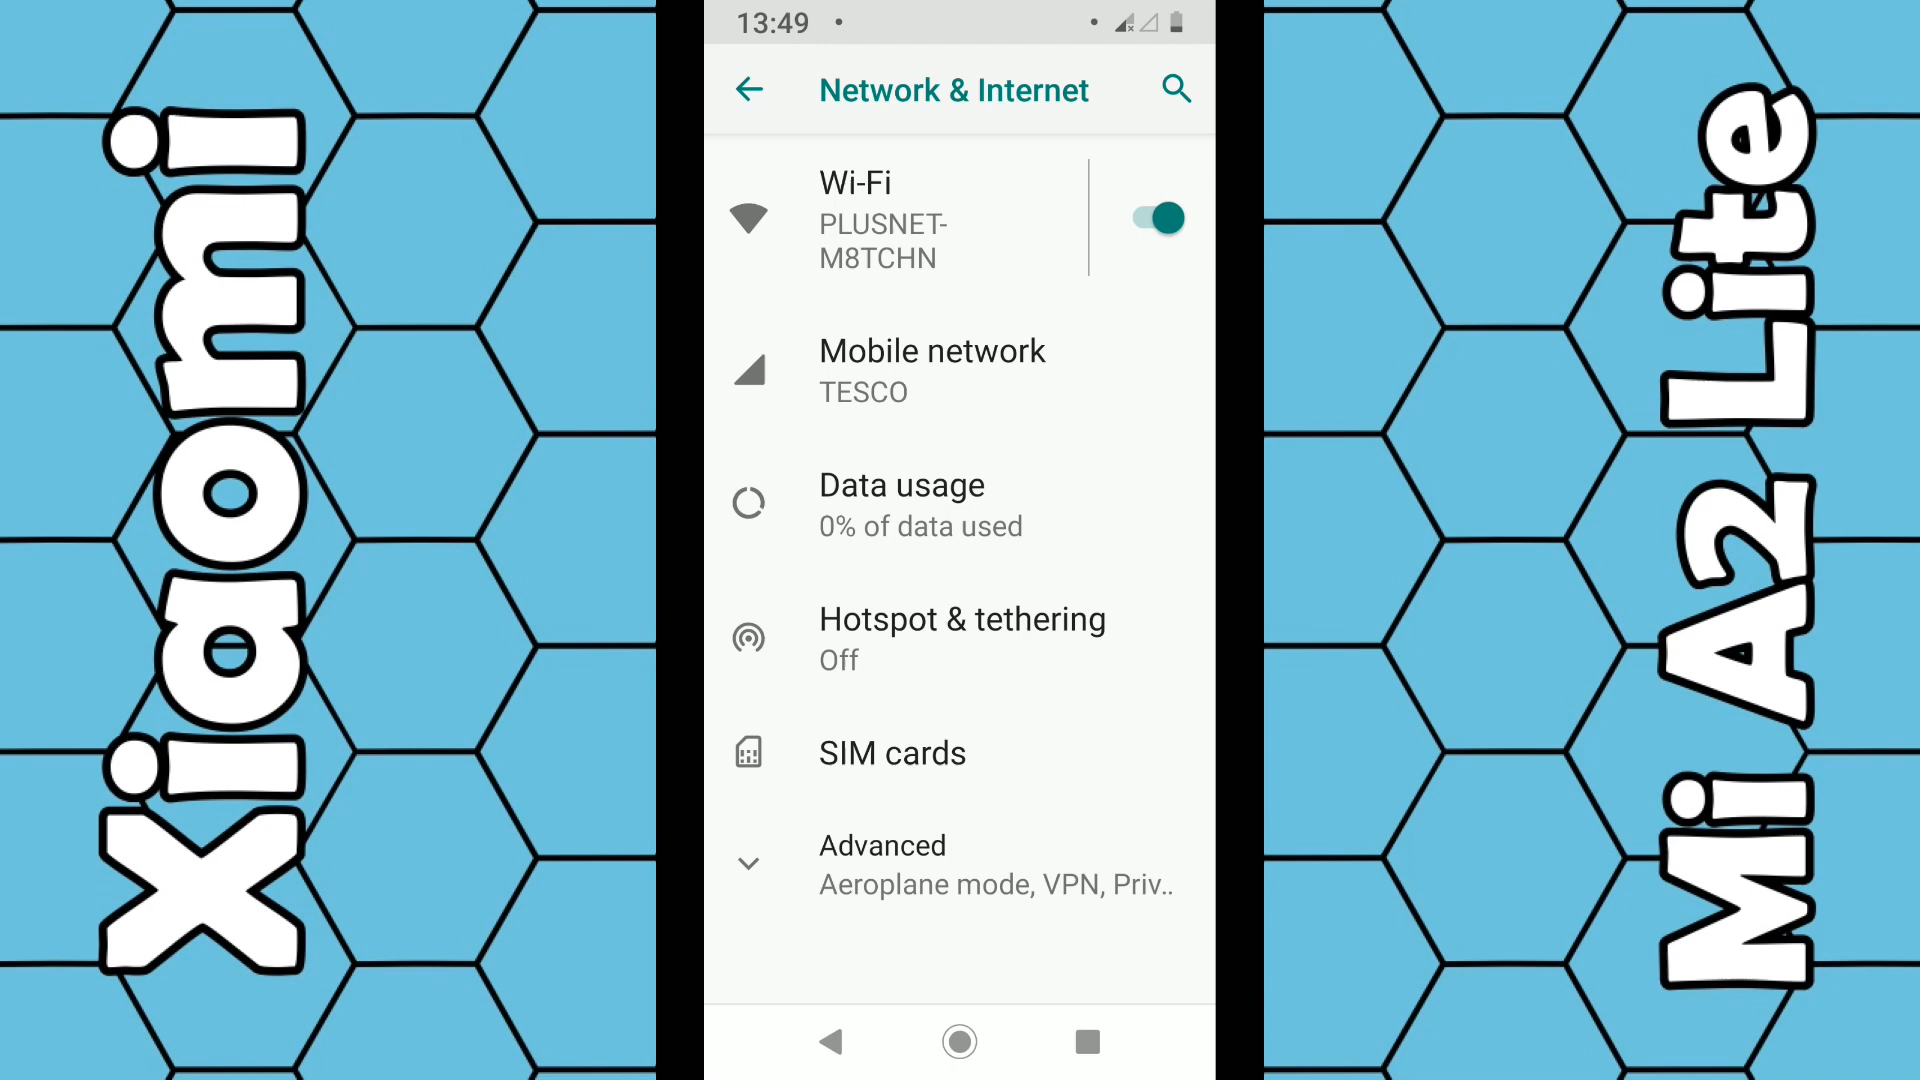 Xiaomi
13:49
Network & Internet
Wi-Fi
PLUSNET-
M8TCHN
Mobile network
TESCO
Data usage
0% of data used
Hotspot & tethering
Off
SIM cards
Advanced
Aeroplane mode, VPN, Priv..
Mi A2 Lite